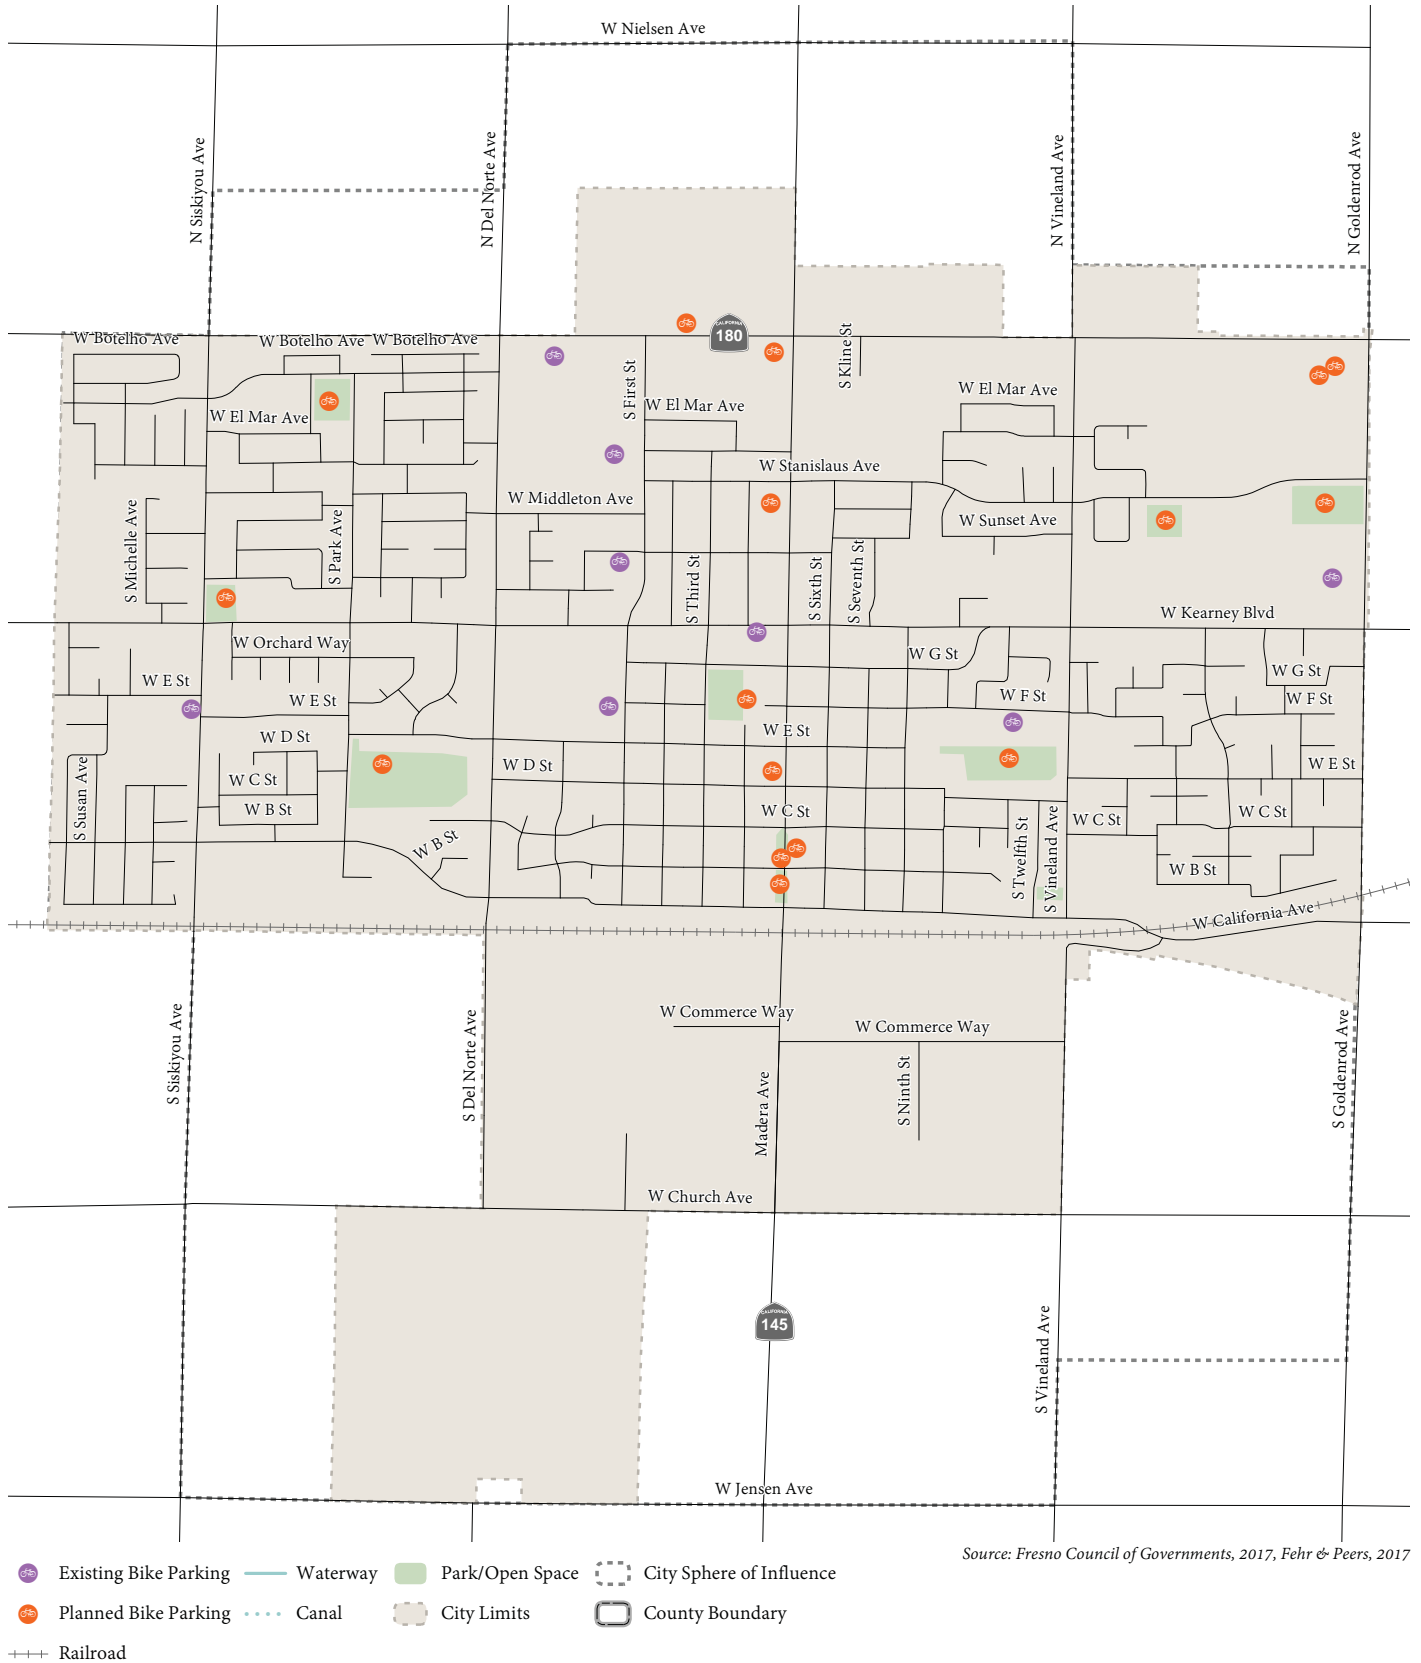 W Nielsen Ave
N Siskiyou Ave
N Del Norte Ave
N Vineland Ave
N Goldenrod Ave
CALIFORNIA
180
W Botelho Ave
W Botelho Ave
W Botelho Ave
S Kline St
S First St
W El Mar Ave
W El Mar Ave
W El Mar Ave
W Stanislaus Ave
W Middleton Ave
W Sunset Ave
S Michelle Ave
S Park Ave
S Third St
S Sixth St
S Seventh St
W Kearney Blvd
W Orchard Way
W G St
W G St
W E St
W E St
W F St
W F St
W E St
W D St
W D St
W E St
W C St
W B St
S Susan Ave
W C St
W C St
W C St
W B St
S Twelfth St
S Vineland Ave
W B St
W California Ave
W Commerce Way
W Commerce Way
S Siskiyou Ave
S Del Norte Ave
Madera Ave
S Ninth St
S Goldenrod Ave
W Church Ave
CALIFORNIA
145
S Vineland Ave
W Jensen Ave
Source: Fresno Council of Governments, 2017, Fehr & Peers, 2017
Existing Bike Parking
Waterway
Park/Open Space
City Sphere of Influence
Planned Bike Parking
Canal
City Limits
County Boundary
Railroad